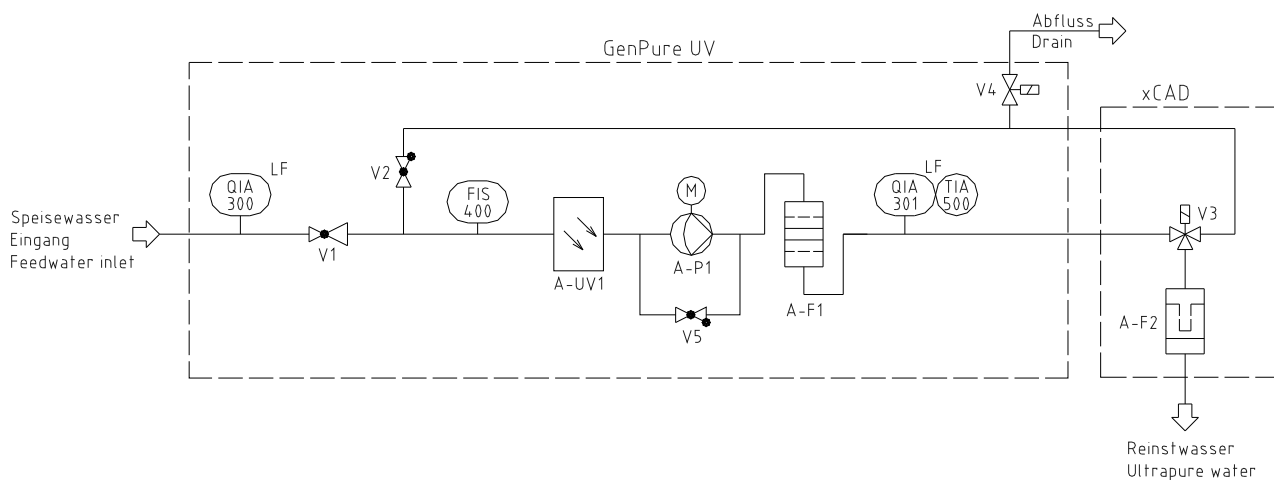 Abfluss
Drain
GenPure UV
V4
xCAD
LF
QIA
300
V2
FIS
400
LF
QIA
301
TIA
500
M
Speisewasser
Eingang
Feedwater inlet
V1
A-UV1
A-P1
V3
A-F1
V5
A-F2
Reinstwasser
Ultrapure water